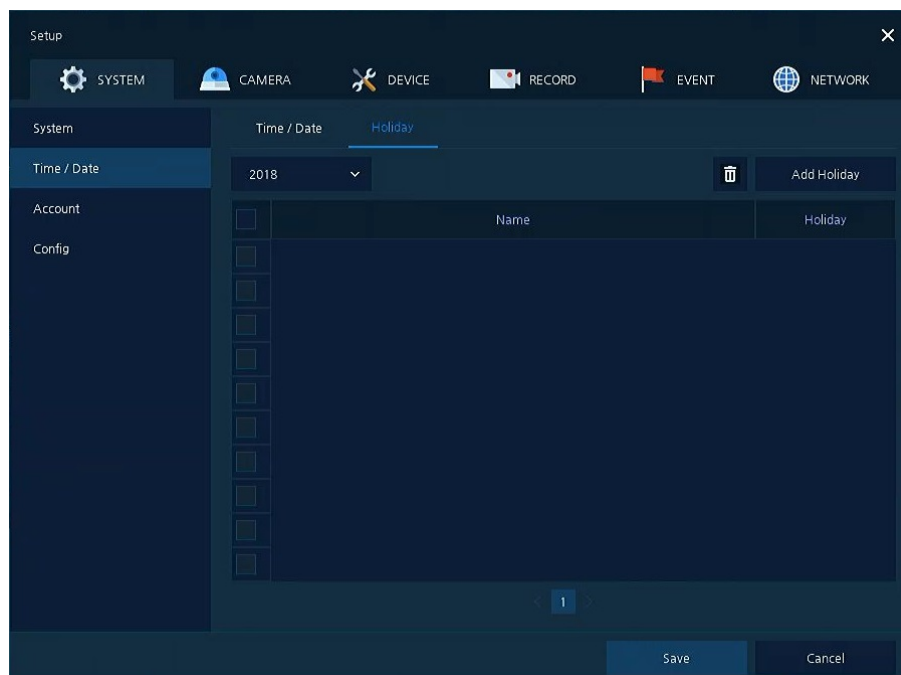 Setup
SYSTEM CAMERA DEVICE RECORD EVENT NETWORK
System
Time / Date
Account
Config
Time / Date Holiday
2018 Add Holiday
Name Holiday
1
Save Cancel